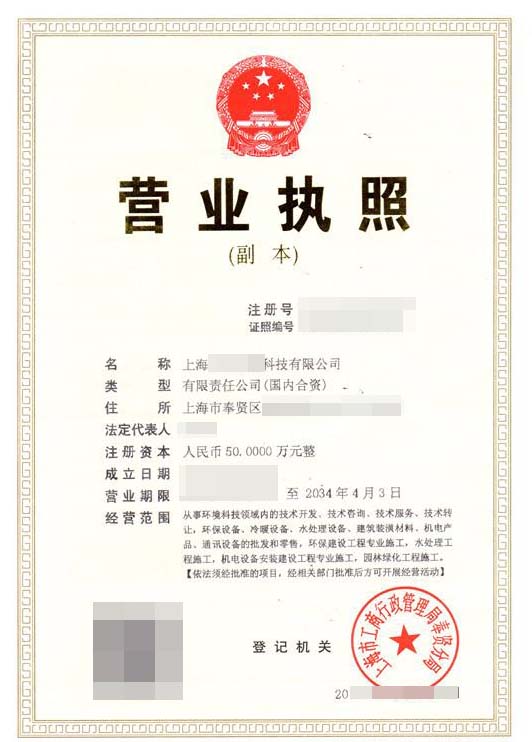 营业执照
(副 本)
注 册 号
证照编号
名 称 上海 科技有限公司
类 型 有限责任公司(国内合资)
住 所 上海市奉贤区
法定代表人
注 册 资 本 人民币50.0000 万元整
成 立 日 期
营 业 期 限 至 2034 年 4 月 3 日
经 营 范 围 从事环境科技领域内的技术开发、技术咨询、技术服务、技术转
让，环保设备、冷暖设备、水处理设备、建筑装潢材料、机电产
品、通讯设备的批发和零售，环保建设工程专业施工，水处理工
程施工，机电设备安装建设工程专业施工，园林绿化工程施工。
【依法须经批准的项目，经相关部门批准后方可开展经营活动】
上海市工商行政管理局奉贤分局
登 记 机 关
20